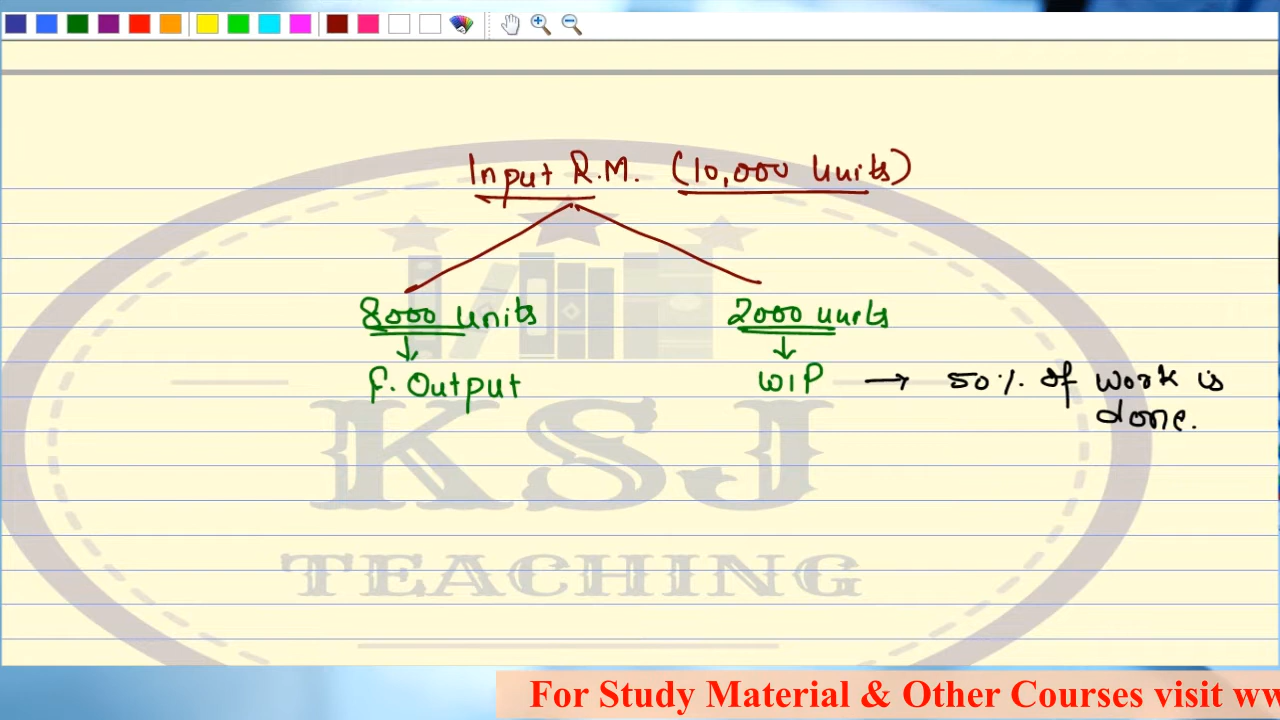 Input R.M. (10,000 Units)
8000 Units 2000 units
F. Output WIP → 50% of work is
done.
KSJ
TEACHING
For Study Material & Other Courses visit ww